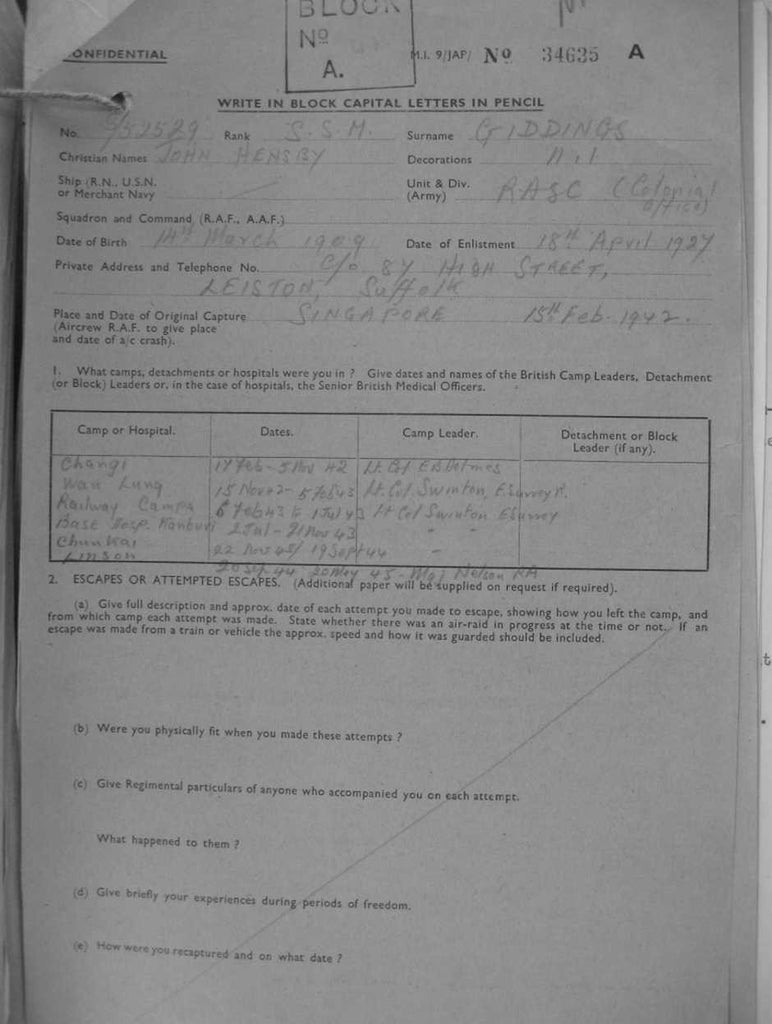 BLOCK
Nº
A.
CONFIDENTIAL
M.I. 9/JAP/ Nº 34635 A
WRITE IN BLOCK CAPITAL LETTERS IN PENCIL
No. S/52529 Rank S.S.M. Surname GIDDINGS
Christian Names JOHN HENSBY Decorations Nil
Ship (R.N., U.S.N. or Merchant Navy
Unit & Div. (Army) RASC (Colonial Office)
Squadron and Command (R.A.F., A.A.F.)
Date of Birth 14th March 1909 Date of Enlistment 18th April 1927
Private Address and Telephone No. C/o 84 HIGH STREET,
LEISTON, Suffolk
Place and Date of Original Capture SINGAPORE 15th Feb. 1942.
(Aircrew R.A.F. to give place
and date of a/c crash).
1. What camps, detachments or hospitals were you in ? Give dates and names of the British Camp Leaders, Detachment
(or Block) Leaders or, in the case of hospitals, the Senior British Medical Officers.
Camp or Hospital. Dates. Camp Leader. Detachment or Block
Leader (if any).
Changi 17 Feb - 5 Nov 42 Lt Col EB Holmes
Wan Lung 15 Nov 42 - 5 Feb 43 Lt. Col. Swinton, E Surrey R.
Railway Camps 6 Feb 43 to 1 Jul 43 Lt Col Swinton E Surrey
Base Hosp. Kanburi 2 Jul - 21 Nov 43 "
Chunkai 22 Nov 43 / 19 Sept 44 -
20 Sep 44 20 May 45 - Maj Nelson RA
2. ESCAPES OR ATTEMPTED ESCAPES. (Additional paper will be supplied on request if required).
(a) Give full description and approx. date of each attempt you made to escape, showing how you left the camp, and
from which camp each attempt was made. State whether there was an air-raid in progress at the time or not. If an
escape was made from a train or vehicle the approx. speed and how it was guarded should be included.
(b) Were you physically fit when you made these attempts ?
(c) Give Regimental particulars of anyone who accompanied you on each attempt.
What happened to them ?
(d) Give briefly your experiences during periods of freedom.
(e) How were you recaptured and on what date ?